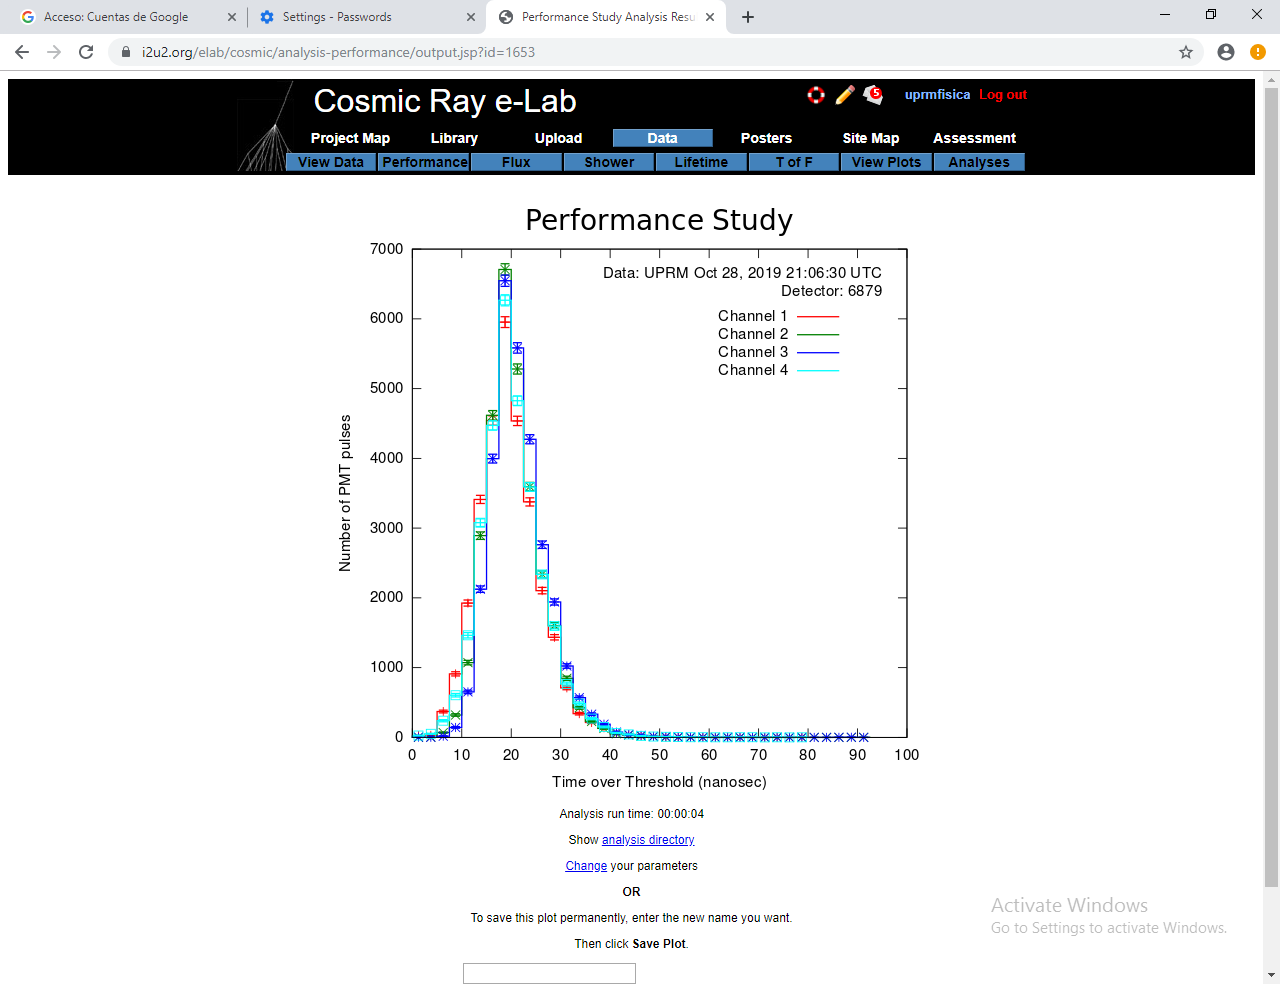 Acceso: Cuentas de Google
Settings - Passwords
Performance Study Analysis Resu
i2u2.org/elab/cosmic/analysis-performance/output.jsp?id=1653
Cosmic Ray e-Lab
5
uprmfisica Log out
Project Map Library Upload Data Posters Site Map Assessment
View Data Performance Flux Shower Lifetime T of F View Plots Analyses
Performance Study
Data: UPRM Oct 28, 2019 21:06:30 UTC
Detector: 6879
Channel 1
Channel 2
Channel 3
Channel 4
Number of PMT pulses
7000
6000
5000
4000
3000
2000
1000
0
0 10 20 30 40 50 60 70 80 90 100
Time over Threshold (nanosec)
Analysis run time: 00:00:04
Show analysis directory
Change your parameters
OR
To save this plot permanently, enter the new name you want.
Then click Save Plot.
Activate Windows
Go to Settings to activate Windows.